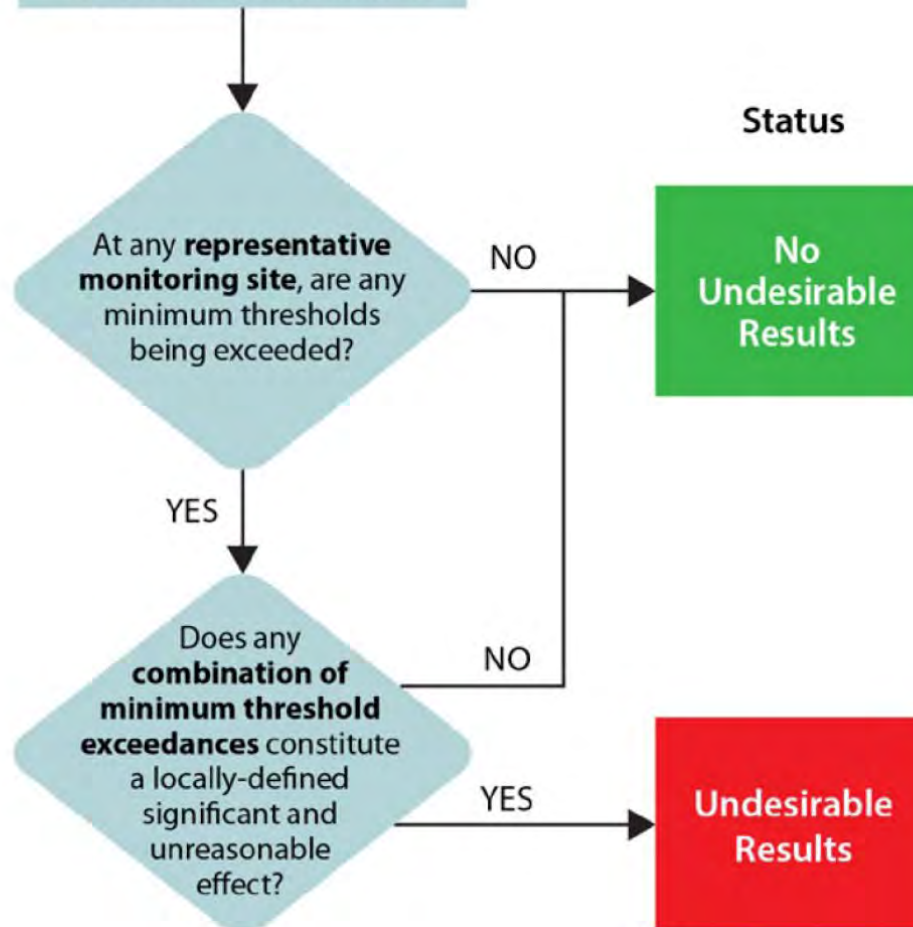 Status
At any representative
monitoring site, are any
minimum thresholds
being exceeded?
NO
No
Undesirable
Results
YES
Does any
combination of
minimum threshold
exceedances constitute
a locally-defined
significant and
unreasonable
effect?
NO
YES
Undesirable
Results